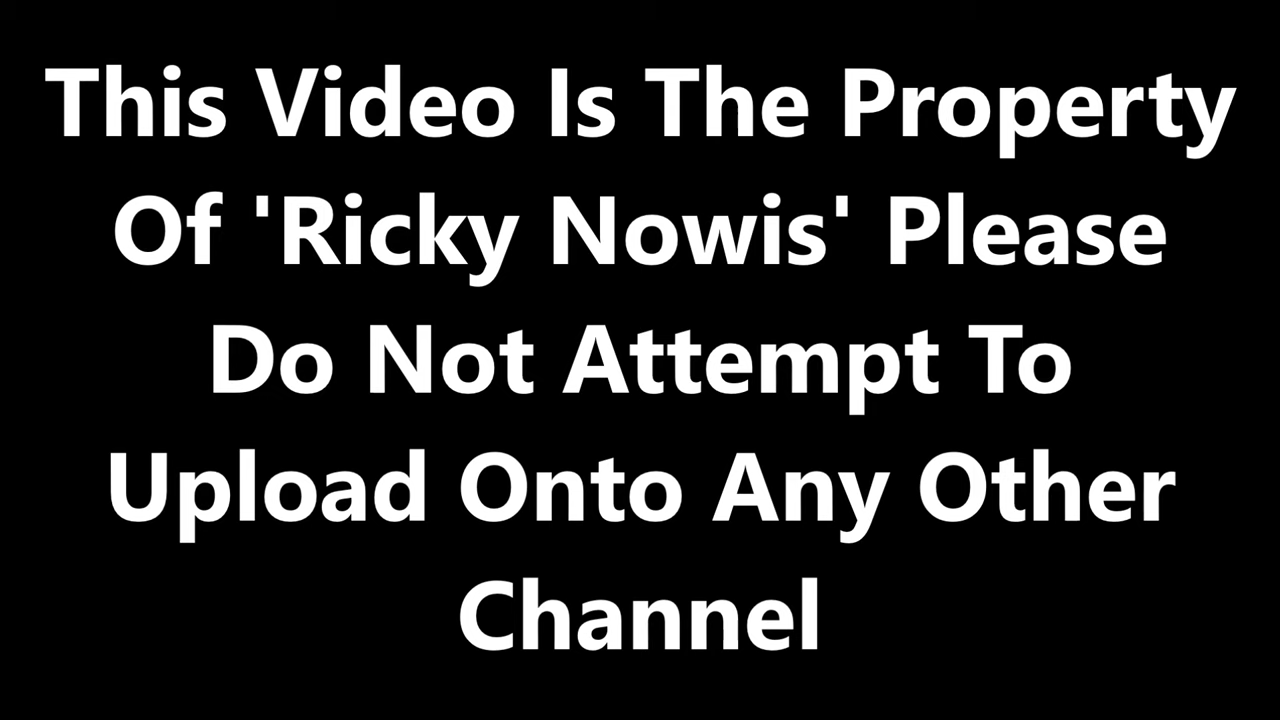 This Video Is The Property
Of 'Ricky Nowis' Please
Do Not Attempt To
Upload Onto Any Other
Channel